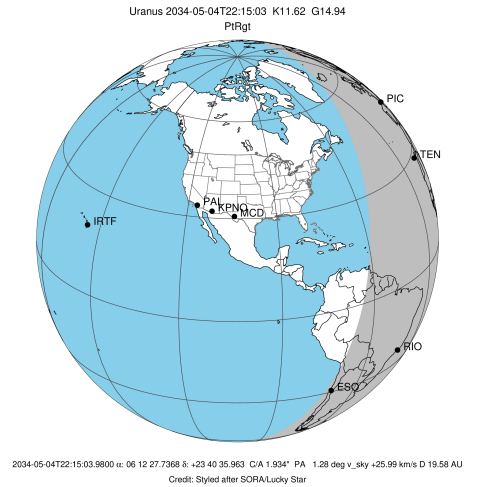 Uranus 2034-05-04T22:15:03 K11.62 G14.94
PtRgt
PIC
TEN
PAL
KPNO
MCD
IRTF
RIO
ESO
2034-05-04T22:15:03.9800 α: 06 12 27.7368 δ: +23 40 35.963 C/A 1.934" PA 1.28 deg v_sky +25.99 km/s D 19.58 AU
Credit: Styled after SORA/Lucky Star